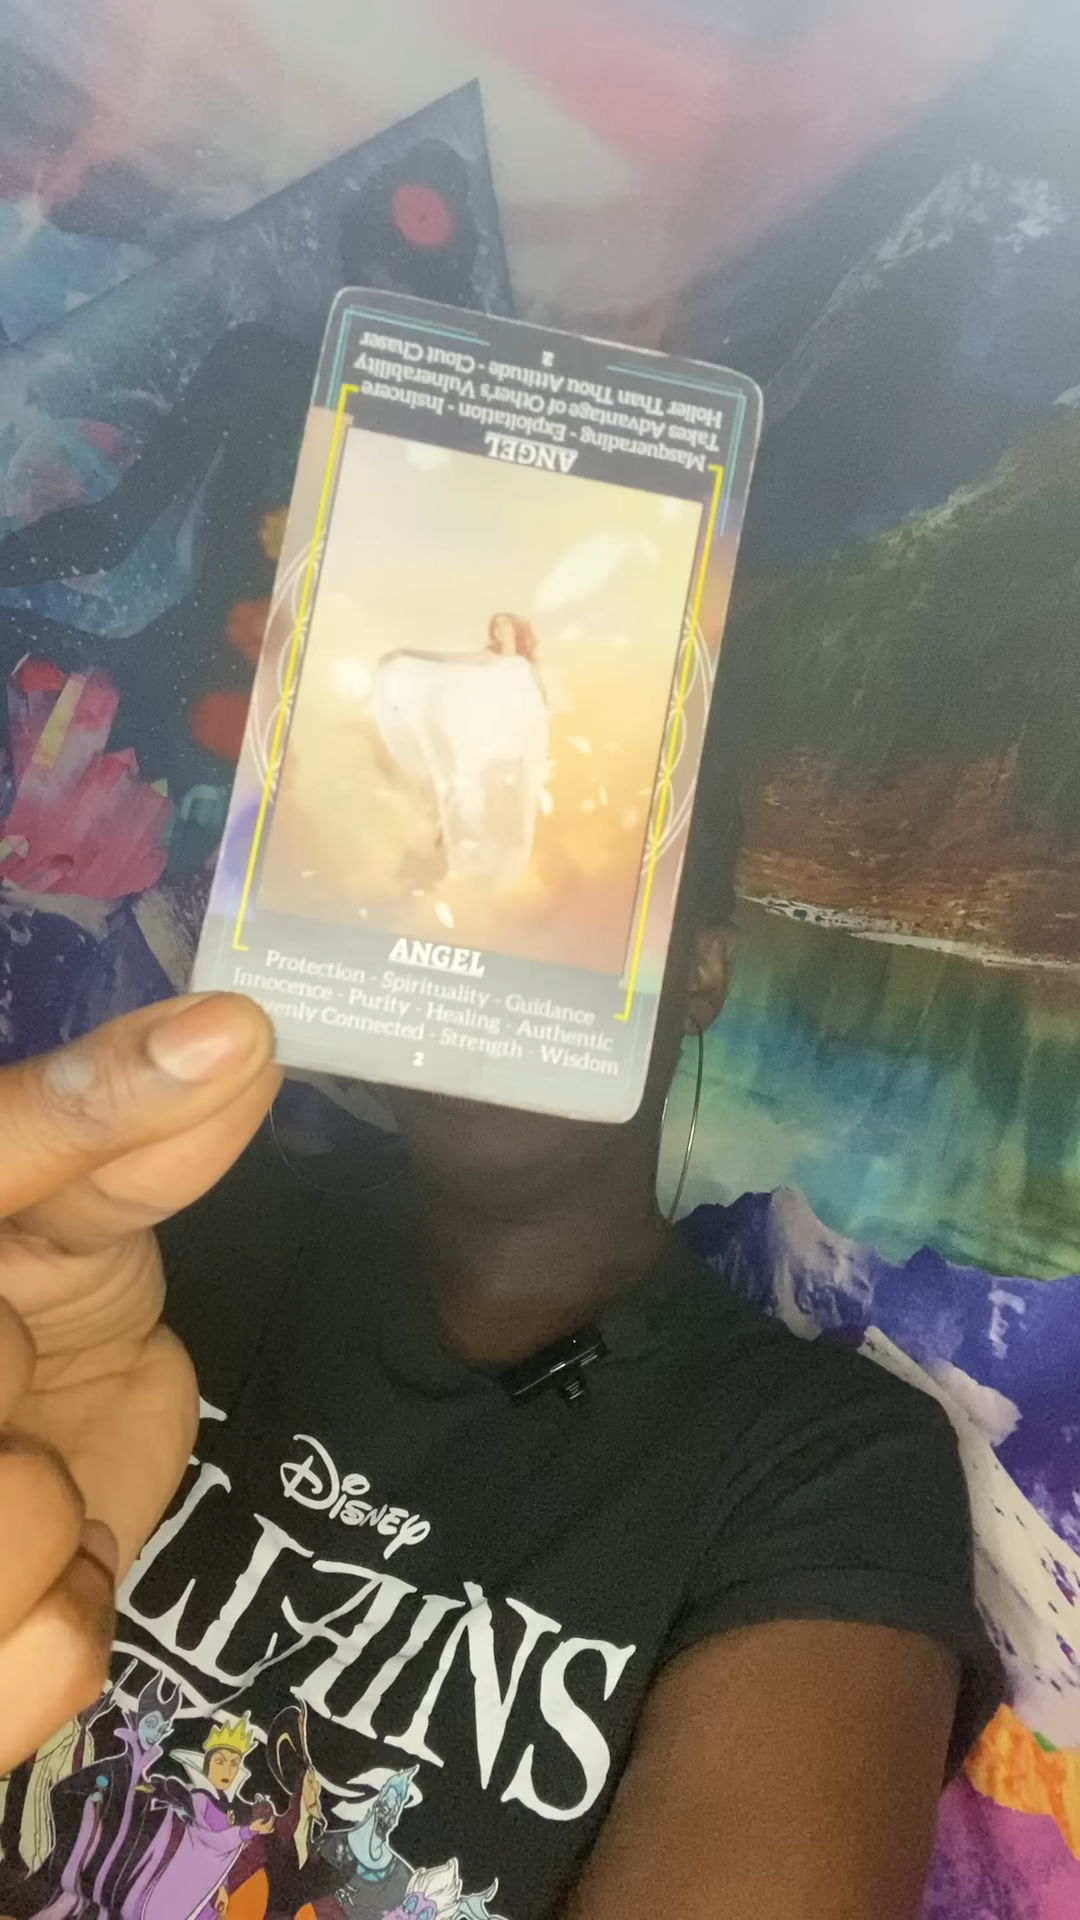 2
Holier Than Thou Attitude - Clout Chaser
Takes Advantage of Other's Vulnerability
Masquerading - Exploitation - Insincere
ANGEL
ANGEL
Protection - Spirituality - Guidance
Innocence - Purity - Healing - Authentic
venly Connected - Strength - Wisdom
2
Disney
LLAINS